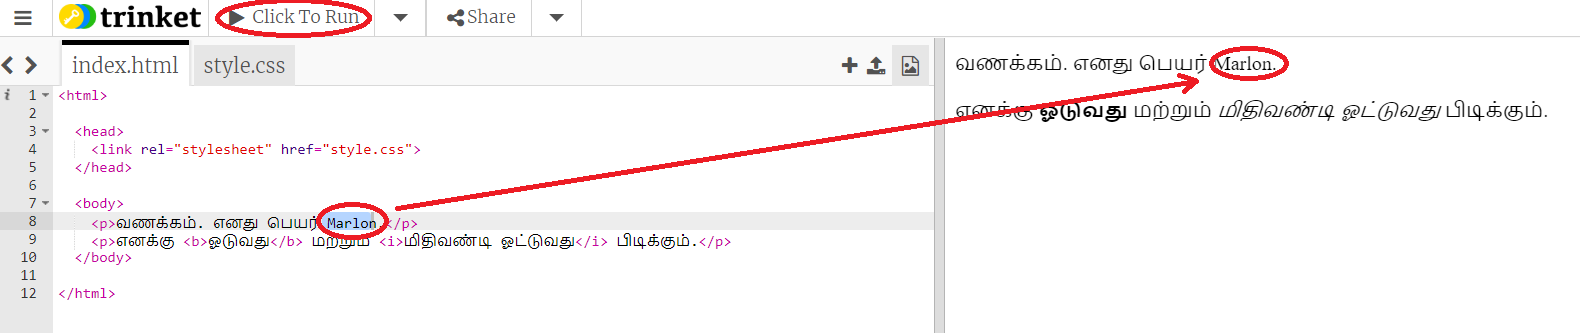 trinket Click To Run Share
index.html style.css
1 <html>
2
3 <head>
4 <link rel="stylesheet" href="style.css">
5 </head>
6
7 <body>
8 <p>வணக்கம். எனது பெயர் Marlon.</p>
9 <p>எனக்கு <b>ஓடுவது</b> மற்றும் <i>மிதிவண்டி ஓட்டுவது</i> பிடிக்கும்.</p>
10 </body>
11
12 </html>
வணக்கம். எனது பெயர் Marlon.
எனக்கு ஓடுவது மற்றும் மிதிவண்டி ஓட்டுவது பிடிக்கும்.